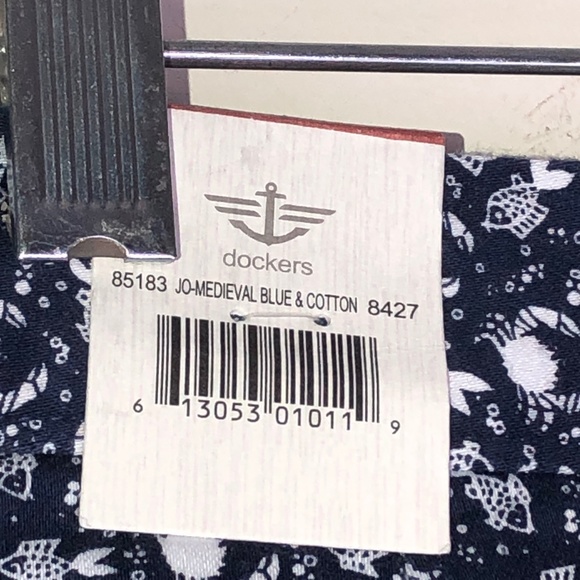 dockers
85183 JO-MEDIEVAL BLUE & COTTON 8427
6 13053 01011 9